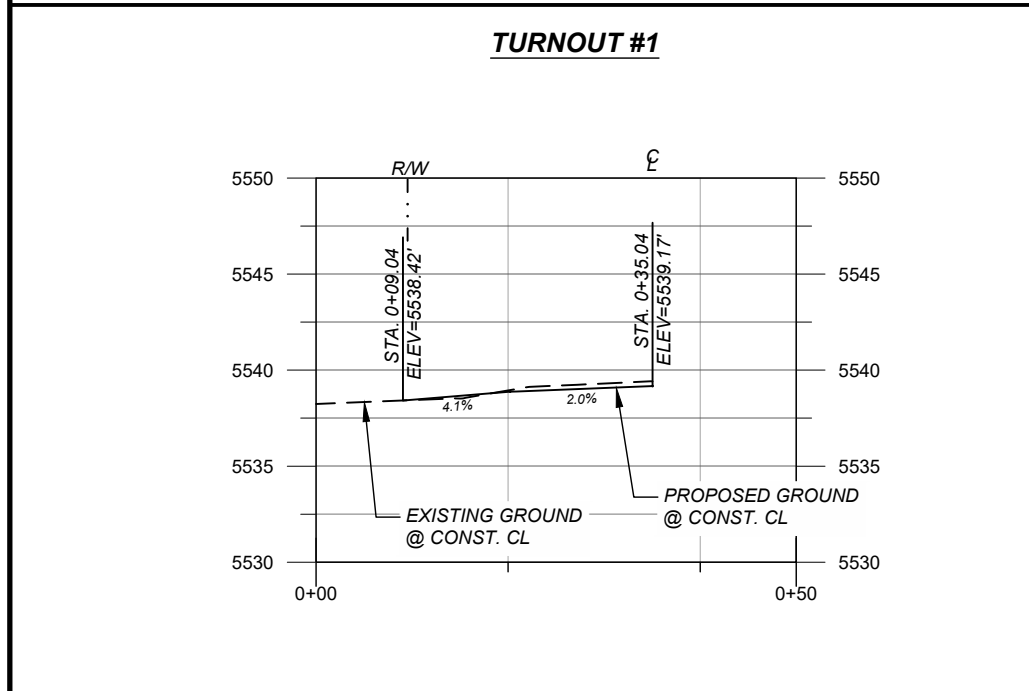 TURNOUT #1
R/W
CL
5550
5550
STA. 0+09.04
ELEV=5538.42'
STA. 0+35.04
ELEV=5539.17'
5545
5545
5540
5540
4.1%
2.0%
5535
5535
EXISTING GROUND
@ CONST. CL
PROPOSED GROUND
@ CONST. CL
5530
5530
0+00
0+50